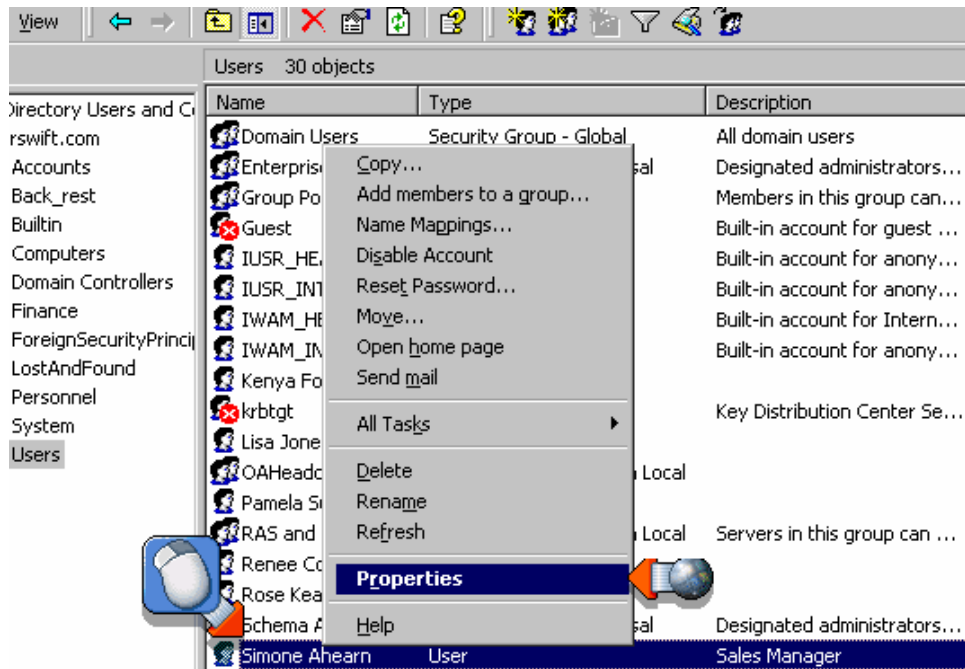 View
Users 30 objects
Directory Users and Co
rswift.com
Accounts
Back_rest
Builtin
Computers
Domain Controllers
Finance
ForeignSecurityPrincip
LostAndFound
Personnel
System
Users
Name Type Description
Domain Users Security Group - Global All domain users
Enterpris sal Designated administrators...
Group Po Members in this group can...
Guest Built-in account for guest ...
IUSR_HE Built-in account for anony...
IUSR_INT Built-in account for anony...
IWAM_HE Built-in account for Intern...
IWAM_IN Built-in account for anony...
Kenya Fo
krbtgt Key Distribution Center Se...
Lisa Jone
OAHeadc Local
Pamela S
RAS and Local Servers in this group can ...
Renee Co
Rose Kea
Schema A sal Designated administrators...
Simone Ahearn User Sales Manager
Copy...
Add members to a group...
Name Mappings...
Disable Account
Reset Password...
Move...
Open home page
Send mail
All Tasks
Delete
Rename
Refresh
Properties
Help